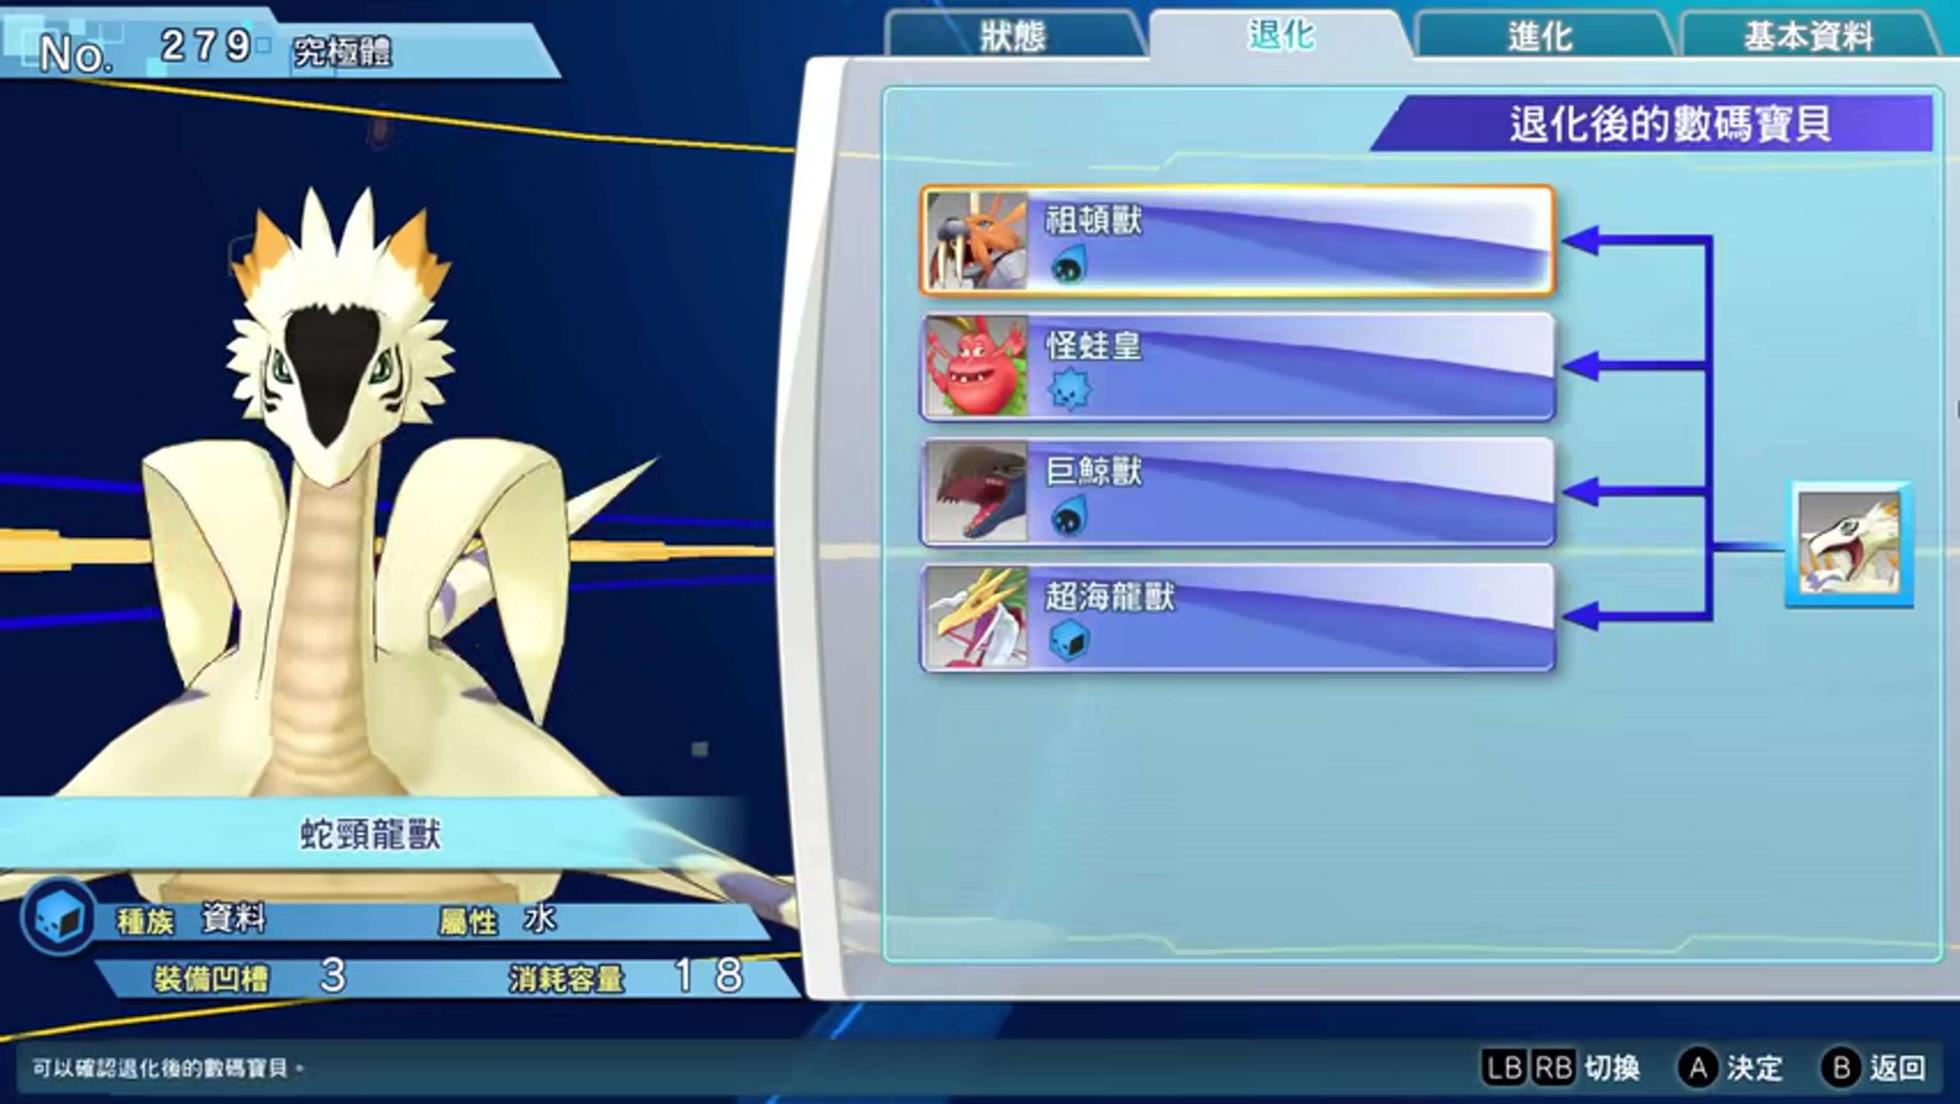 No. 279 究極體
狀態 退化 進化 基本資料
退化後的數碼寶貝
祖頓獸
怪蛙皇
巨鯨獸
超海龍獸
蛇頸龍獸
種族 資料 屬性 水
裝備凹槽 3 消耗容量 18
可以確認退化後的數碼寶貝。
LB RB 切換 A 決定 B 返回